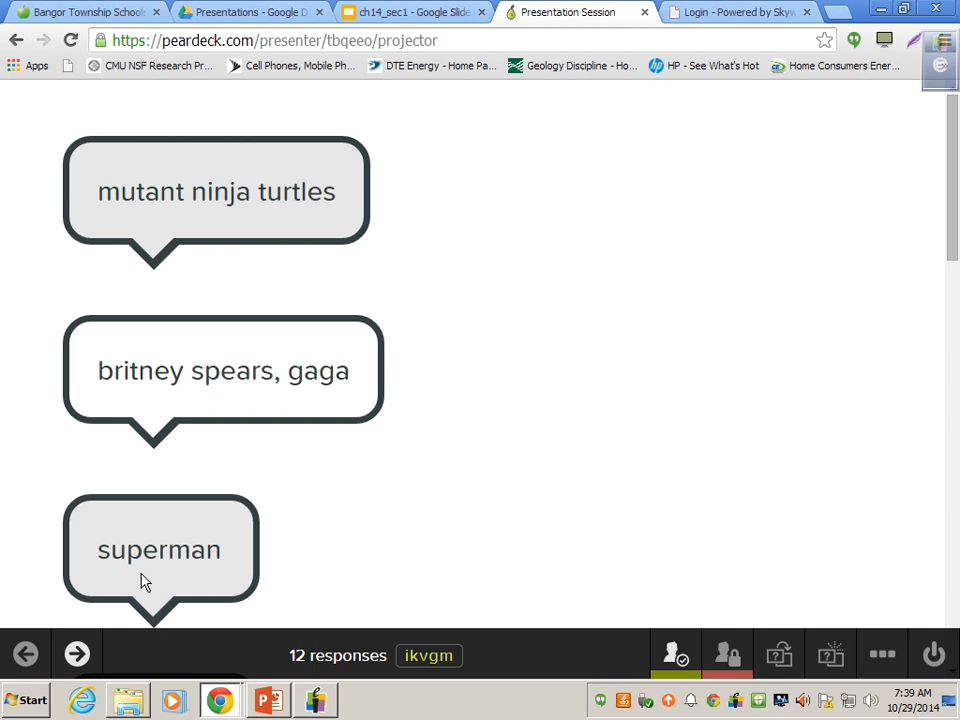 Bangor Township Schools
Presentations - Google D
ch14_sec1 - Google Slide
Presentation Session
Login - Powered by Skyw
https://peardeck.com/presenter/tbqeeo/projector
Apps
CMU NSF Research Pr...
Cell Phones, Mobile Ph...
DTE Energy - Home Pa...
Geology Discipline - Ho...
HP - See What's Hot
Home Consumers Ener...
mutant ninja turtles
britney spears, gaga
superman
12 responses
ikvgm
Start
7:39 AM
10/29/2014